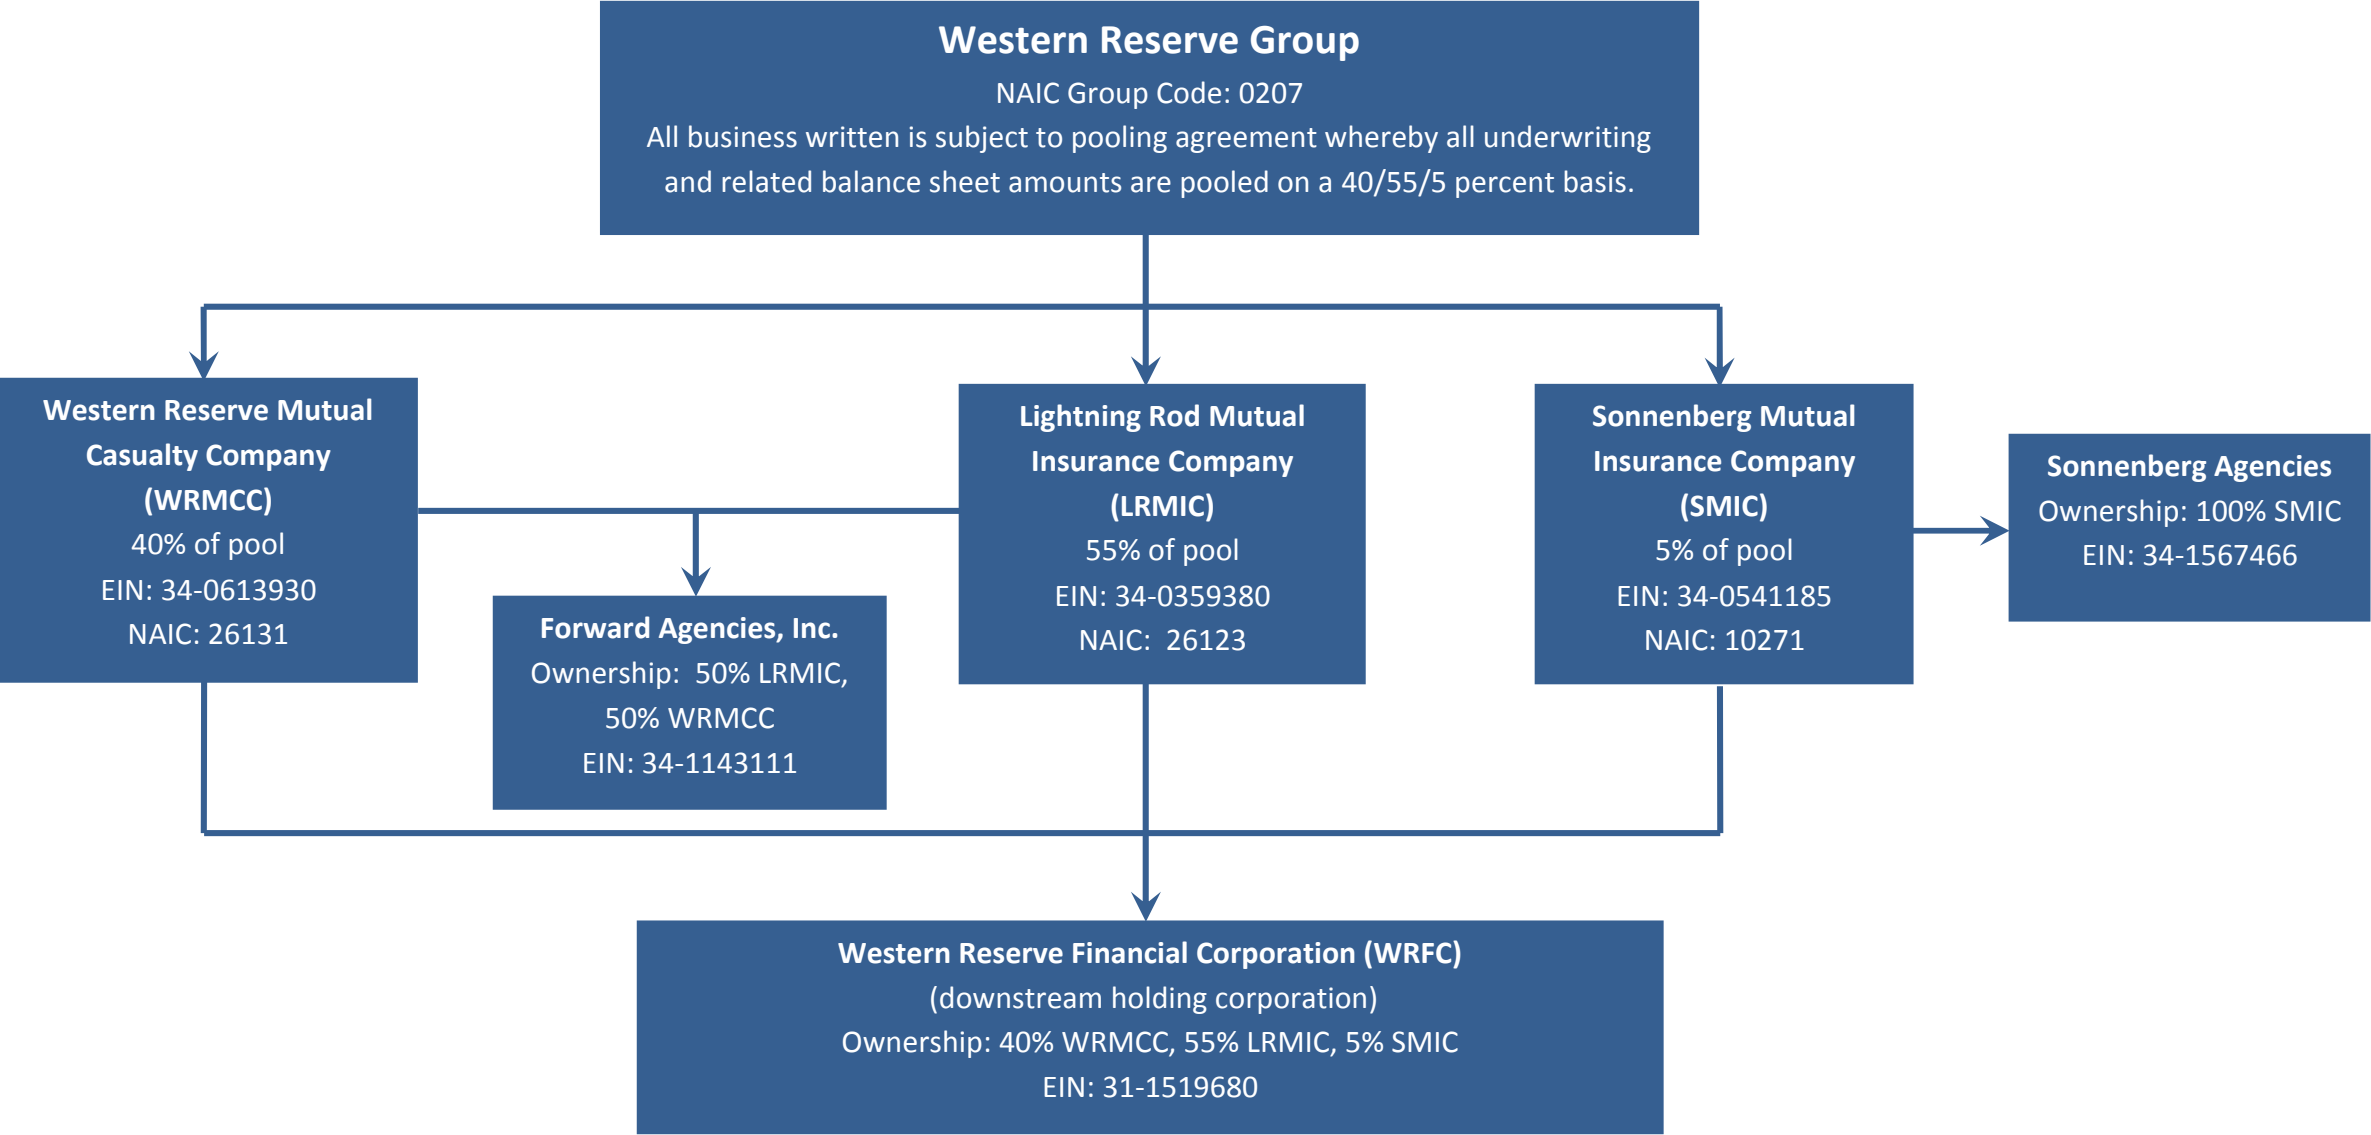 Western Reserve Group
NAIC Group Code: 0207
All business written is subject to pooling agreement whereby all underwriting
and related balance sheet amounts are pooled on a 40/55/5 percent basis.
Western Reserve Mutual
Casualty Company
(WRMCC)
40% of pool
EIN: 34-0613930
NAIC: 26131
Forward Agencies, Inc.
Ownership:  50% LRMIC,
50% WRMCC
EIN: 34-1143111
Lightning Rod Mutual
Insurance Company
(LRMIC)
55% of pool
EIN: 34-0359380
NAIC:  26123
Sonnenberg Mutual
Insurance Company
(SMIC)
5% of pool
EIN: 34-0541185
NAIC: 10271
Sonnenberg Agencies
Ownership: 100% SMIC
EIN: 34-1567466
Western Reserve Financial Corporation (WRFC)
(downstream holding corporation)
Ownership: 40% WRMCC, 55% LRMIC, 5% SMIC
EIN: 31-1519680